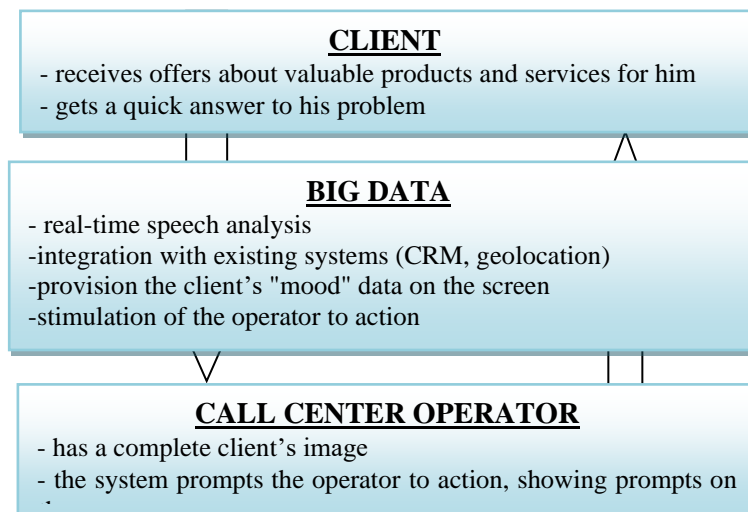 CLIENT
- receives offers about valuable products and services for him
- gets a quick answer to his problem
BIG DATA
- real-time speech analysis
-integration with existing systems (CRM, geolocation)
-provision the client's "mood" data on the screen
-stimulation of the operator to action
CALL CENTER OPERATOR
- has a complete client's image
- the system prompts the operator to action, showing prompts on